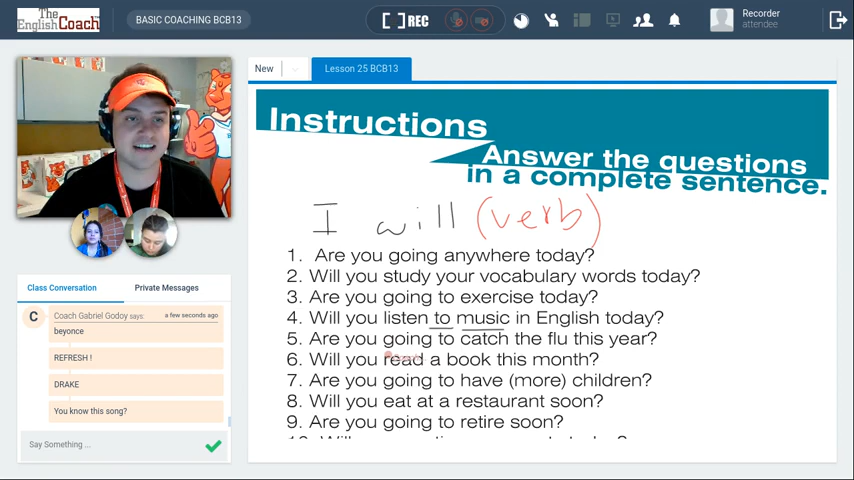 The EnglishCoach
BASIC COACHING BCB13
[ ] REC
Recorder
attendee
New
Lesson 25 BCB13
Instructions
Answer the questions
in a complete sentence.
I will (verb)
1. Are you going anywhere today?
2. Will you study your vocabulary words today?
3. Are you going to exercise today?
4. Will you listen to music in English today?
5. Are you going to catch the flu this year?
6. Will you read a book this month?
7. Are you going to have (more) children?
8. Will you eat at a restaurant soon?
9. Are you going to retire soon?
Class Conversation
Private Messages
C
Coach Gabriel Godoy says:
a few seconds ago
beyonce
REFRESH !
DRAKE
You know this song?
Say Something ...